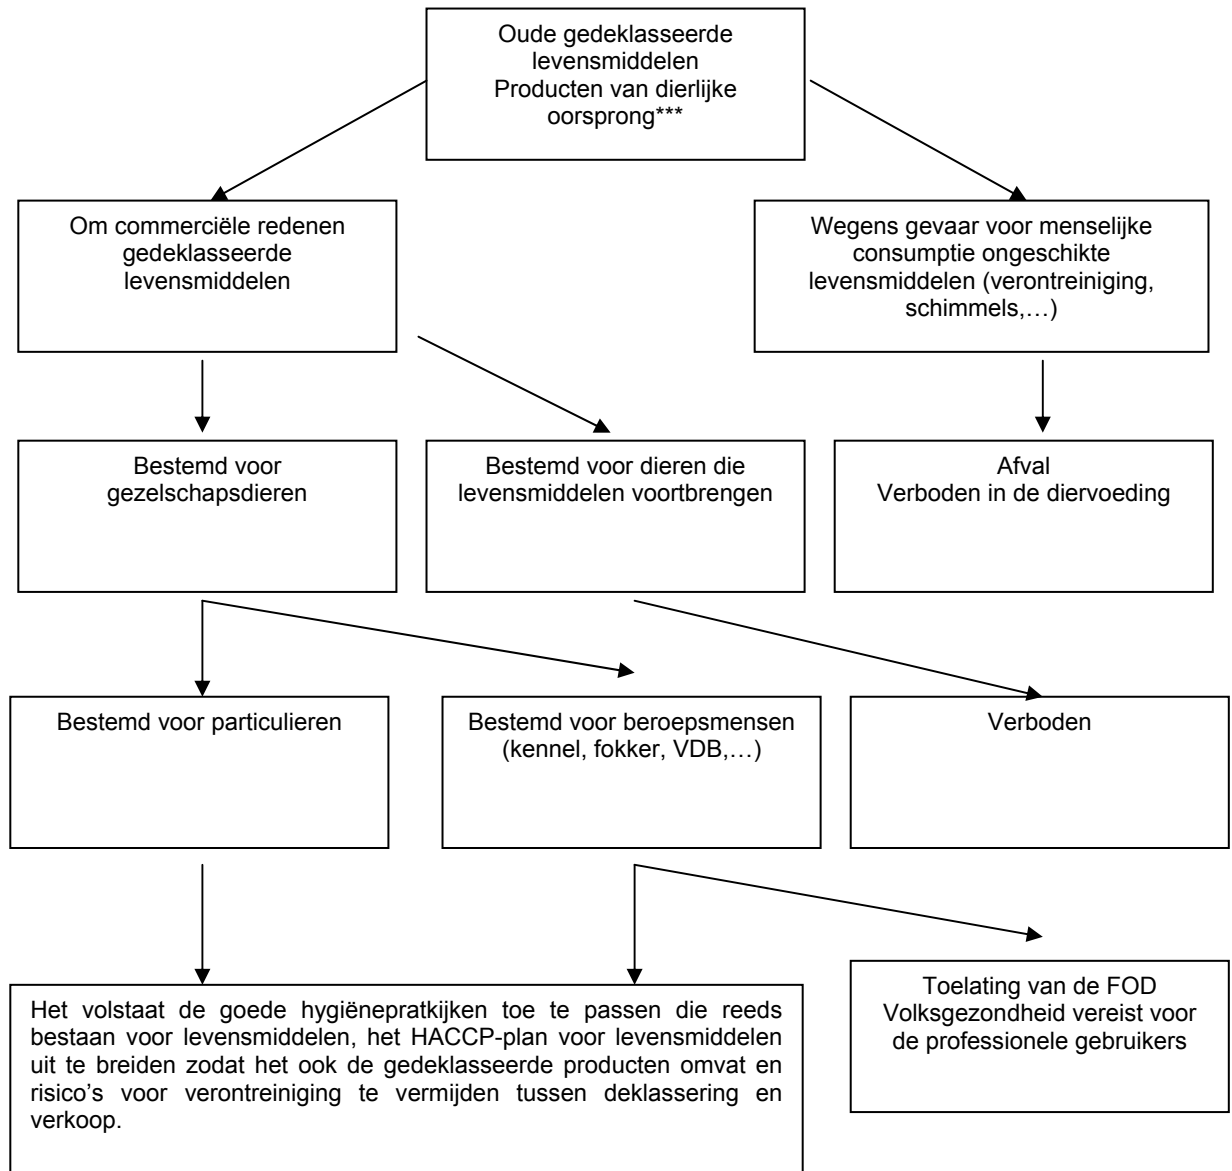 Oude gedeklasseerde
levensmiddelen
Producten van dierlijke
oorsprong***
Om commerciële redenen
gedeklasseerde
levensmiddelen
Wegens gevaar voor menselijke
consumptie ongeschikte
levensmiddelen (verontreiniging,
schimmels,…)
Bestemd voor
gezelschapsdieren
Bestemd voor dieren die
levensmiddelen voortbrengen
Afval
Verboden in de diervoeding
Bestemd voor particulieren
Bestemd voor beroepsmensen
(kennel, fokker, VDB,…)
Verboden
Het volstaat de goede hygiënepratkijken toe te passen die reeds
bestaan voor levensmiddelen, het HACCP-plan voor levensmiddelen
uit te breiden zodat het ook de gedeklasseerde producten omvat en
risico’s voor verontreiniging te vermijden tussen deklassering en
verkoop.
Toelating van de FOD
Volksgezondheid vereist voor
de professionele gebruikers